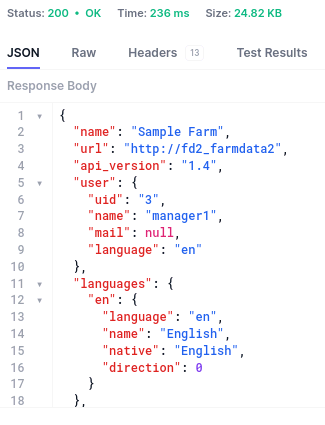 Status: 200 • OK Time: 236 ms Size: 24.82 KB
JSON Raw Headers 13 Test Results
Response Body
1 {
2 "name": "Sample Farm",
3 "url": "http://fd2_farmdata2",
4 "api_version": "1.4",
5 "user": {
6 "uid": "3",
7 "name": "manager1",
8 "mail": null,
9 "language": "en"
10 },
11 "languages": {
12 "en": {
13 "language": "en",
14 "name": "English",
15 "native": "English",
16 "direction": 0
17 }
18 },